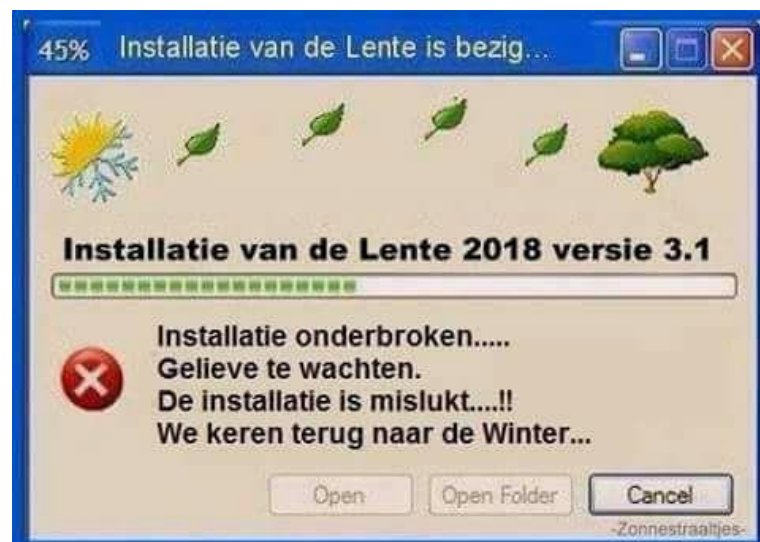 45% Installatie van de Lente is bezig...
Installatie van de Lente 2018 versie 3.1
Installatie onderbroken.....
Gelieve te wachten.
De installatie is mislukt....!!
We keren terug naar de Winter...
Open Open Folder Cancel
-Zonnestraaltjes-